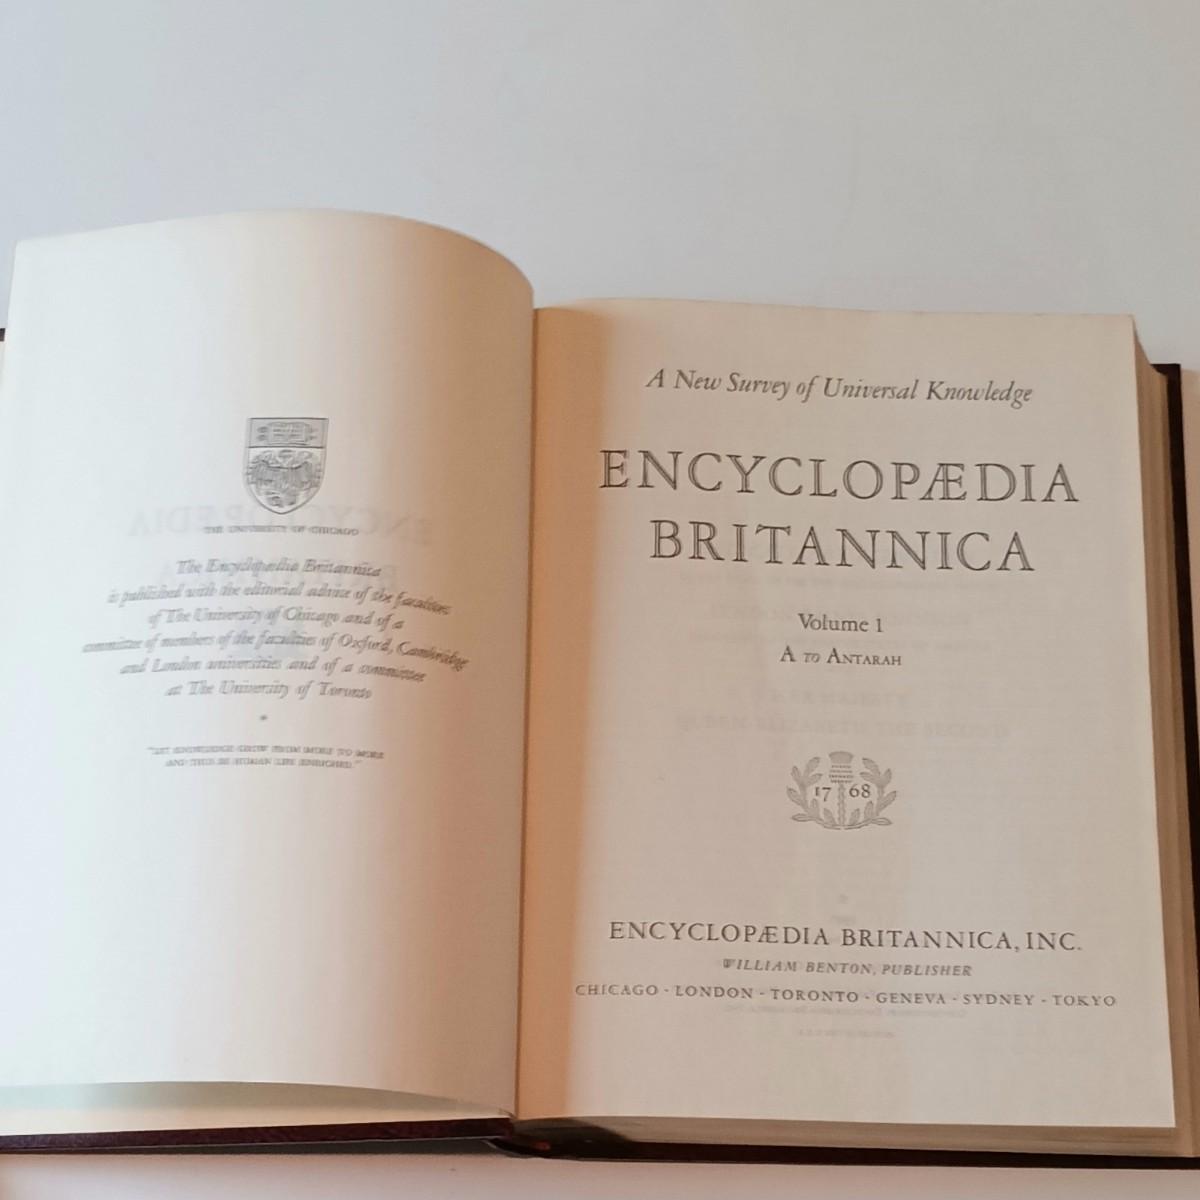 THE UNIVERSITY OF CHICAGO
The Encyclopædia Britannica
is published with the editorial advice of the faculties
of The University of Chicago and of a
committee of members of the faculties of Oxford, Cambridge
and London universities and of a committee
at The University of Toronto
*
"LET KNOWLEDGE GROW FROM MORE TO MORE
AND THUS BE HUMAN LIFE ENRICHED."
A New Survey of Universal Knowledge
ENCYCLOPÆDIA
BRITANNICA
Volume 1
A TO ANTARAH
17 68
ENCYCLOPÆDIA BRITANNICA, INC.
WILLIAM BENTON, PUBLISHER
CHICAGO · LONDON · TORONTO · GENEVA · SYDNEY · TOKYO